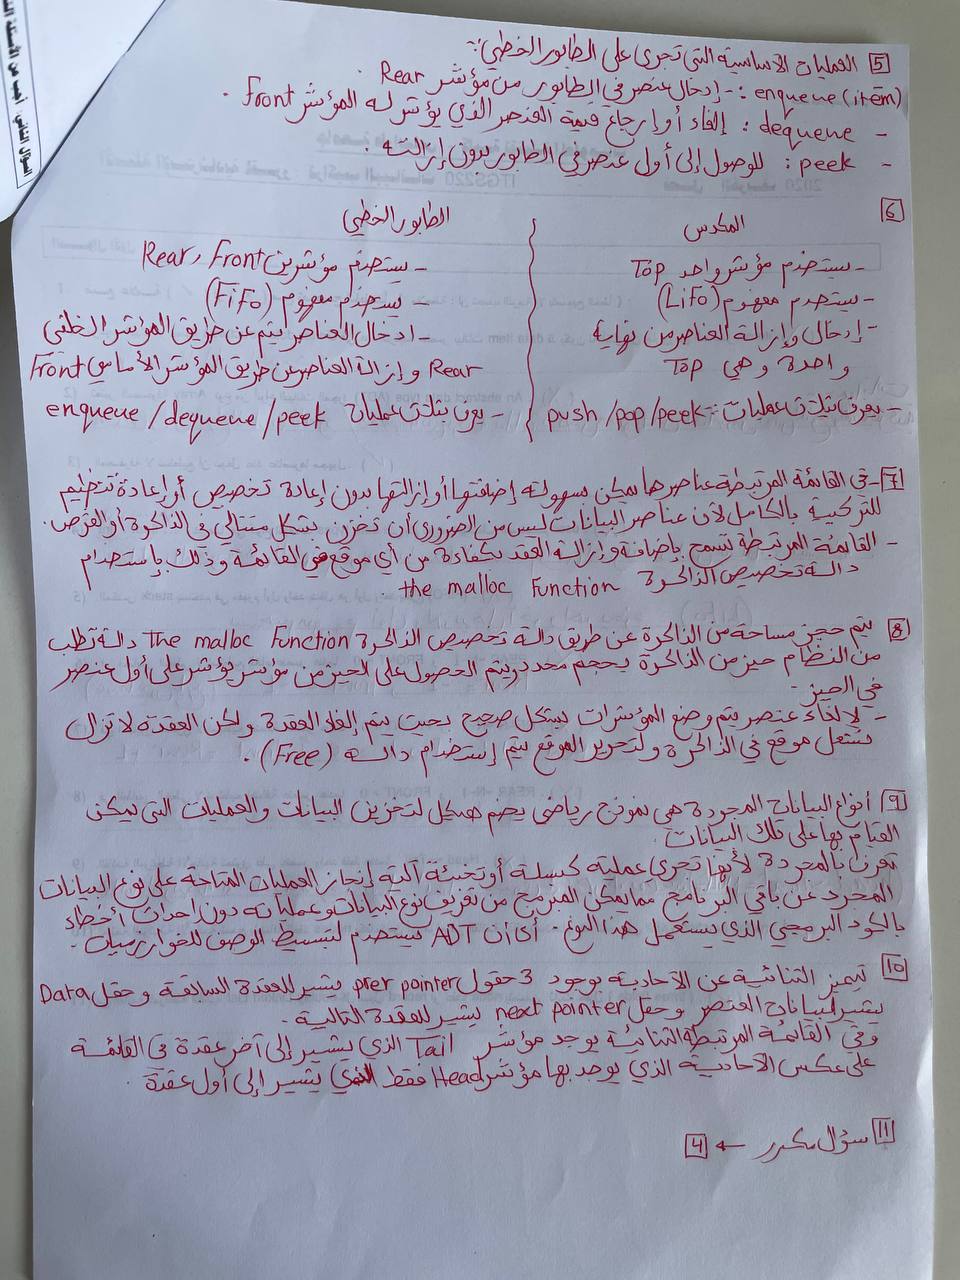 5 العمليات الأساسية التي تجرى على الطابور الخطي :-
enqueue (item) :- إدخال عنصر في الطابور من مؤشر Rear
- dequeue : إلغاء أو إرجاع قيمة العنصر الذي يؤشر له المؤشر Front .
- peek : للوصول إلى أول عنصر في الطابور بدون إزالته .
6
المكدس
- يستخدم مؤشر واحد Top
- يستخدم مفهوم (LiFo)
- إدخال وإزالة العناصر من نهاية
واحدة وهي Top
- يعرف بثلاث عمليات :- push / pop / peek
الطابور الخطي
- يستخدم مؤشرين Rear, Front
- يستخدم مفهوم (FiFo)
- ادخال العناصر يتم عن طريق المؤشر الخلفي
Rear وإزالة العناصر عن طريق المؤشر الأمامي Front
- يعرف بثلاث عمليات enqueue / dequeue / peek
7 - في القائمة المرتبطة عناصرها يمكن بسهولة إضافتها أو إزالتها بدون إعادة تخصيص أو إعادة تنظيم
للتركيبة بالكامل لأن عناصر البيانات ليس من الضروري أن تخزن بشكل متتالي في الذاكرة أو القرص .
- القائمة المرتبطة تسمح بإضافة وإزالة العقد بكفاءة من أي موقع في القائمة وذلك بإستخدام
دالة تخصيص الذاكرة the malloc Function .
8 يتم حجز مساحة من الذاكرة عن طريق دالة تخصيص الذاكرة The malloc Function دالة تطلب
من النظام حيز من الذاكرة بحجم محدد ويتم الحصول على الحيز من مؤشر يؤشر على أول عنصر
في الحيز .
- لإلغاء عنصر يتم وضع المؤشرات بشكل صحيح بحيث يتم إلغاء العقدة ولكن العقدة لا تزال
تشغل موقع في الذاكرة ولتحرير الموقع يتم إستخدام دالة (Free) .
9 أنواع البيانات المجردة هي نموذج رياضي يضم هيكل لتخزين البيانات والعمليات التي يمكن
القيام بها على تلك البيانات .
تعرف بالمجردة لأنها تجرى عملية كبسلة أو تخبئة آلية إنجاز العمليات المتاحة على نوع البيانات
المجرد عن باقي البرنامج مما يمكن المبرمج من تعريف نوع البيانات وعملياته دون إحداث أخطاء
بالكود البرمجي الذي يستعمل هذا النوع . أي أن ADT تستخدم لتبسيط الوصف للخوارزميات .
10 تتميز الثنائية عن الأحادية بوجود 3 حقول prer pointer يشير للعقدة السابقة وحقل Data
يشير لبيانات العنصر وحقل next pointer يشير للعقدة التالية .
وفي القائمة المرتبطة الثنائية يوجد مؤشر Tail الذي يشير إلى آخر عقدة في القائمة
على عكس الأحادية الذي يوجد بها مؤشر Head فقط الذي يشير إلى أول عقدة .
11 سؤال مكرر ← 4